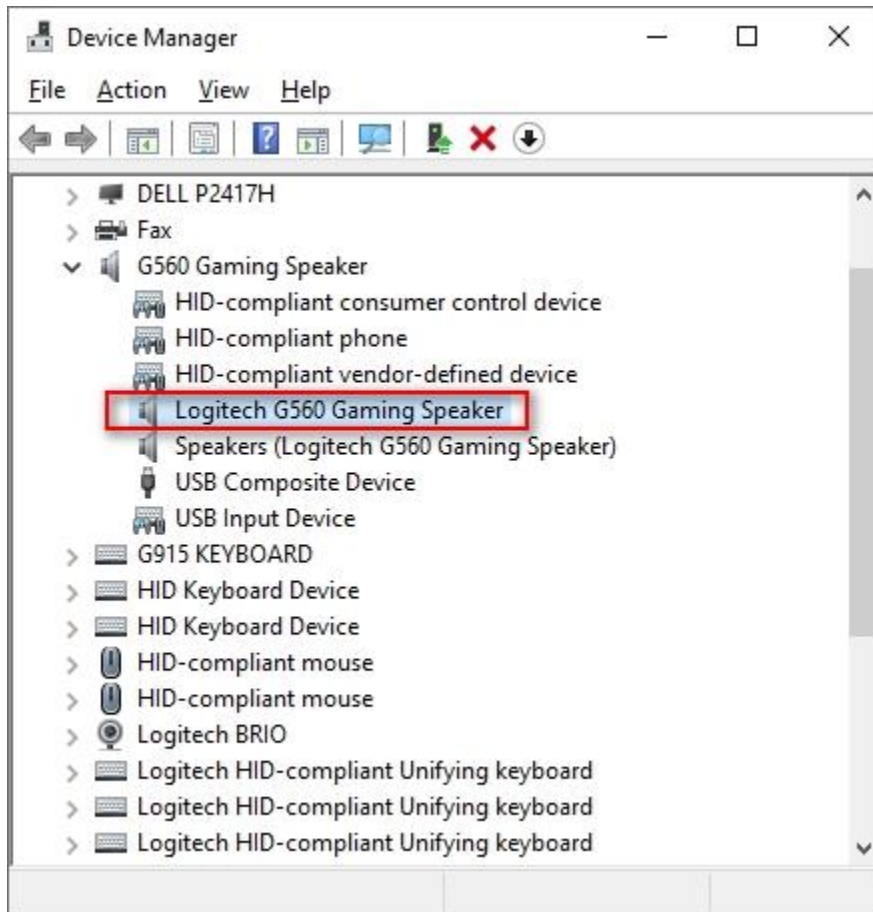 Device Manager
File Action View Help
DELL P2417H
Fax
G560 Gaming Speaker
HID-compliant consumer control device
HID-compliant phone
HID-compliant vendor-defined device
Logitech G560 Gaming Speaker
Speakers (Logitech G560 Gaming Speaker)
USB Composite Device
USB Input Device
G915 KEYBOARD
HID Keyboard Device
HID Keyboard Device
HID-compliant mouse
HID-compliant mouse
Logitech BRIO
Logitech HID-compliant Unifying keyboard
Logitech HID-compliant Unifying keyboard
Logitech HID-compliant Unifying keyboard